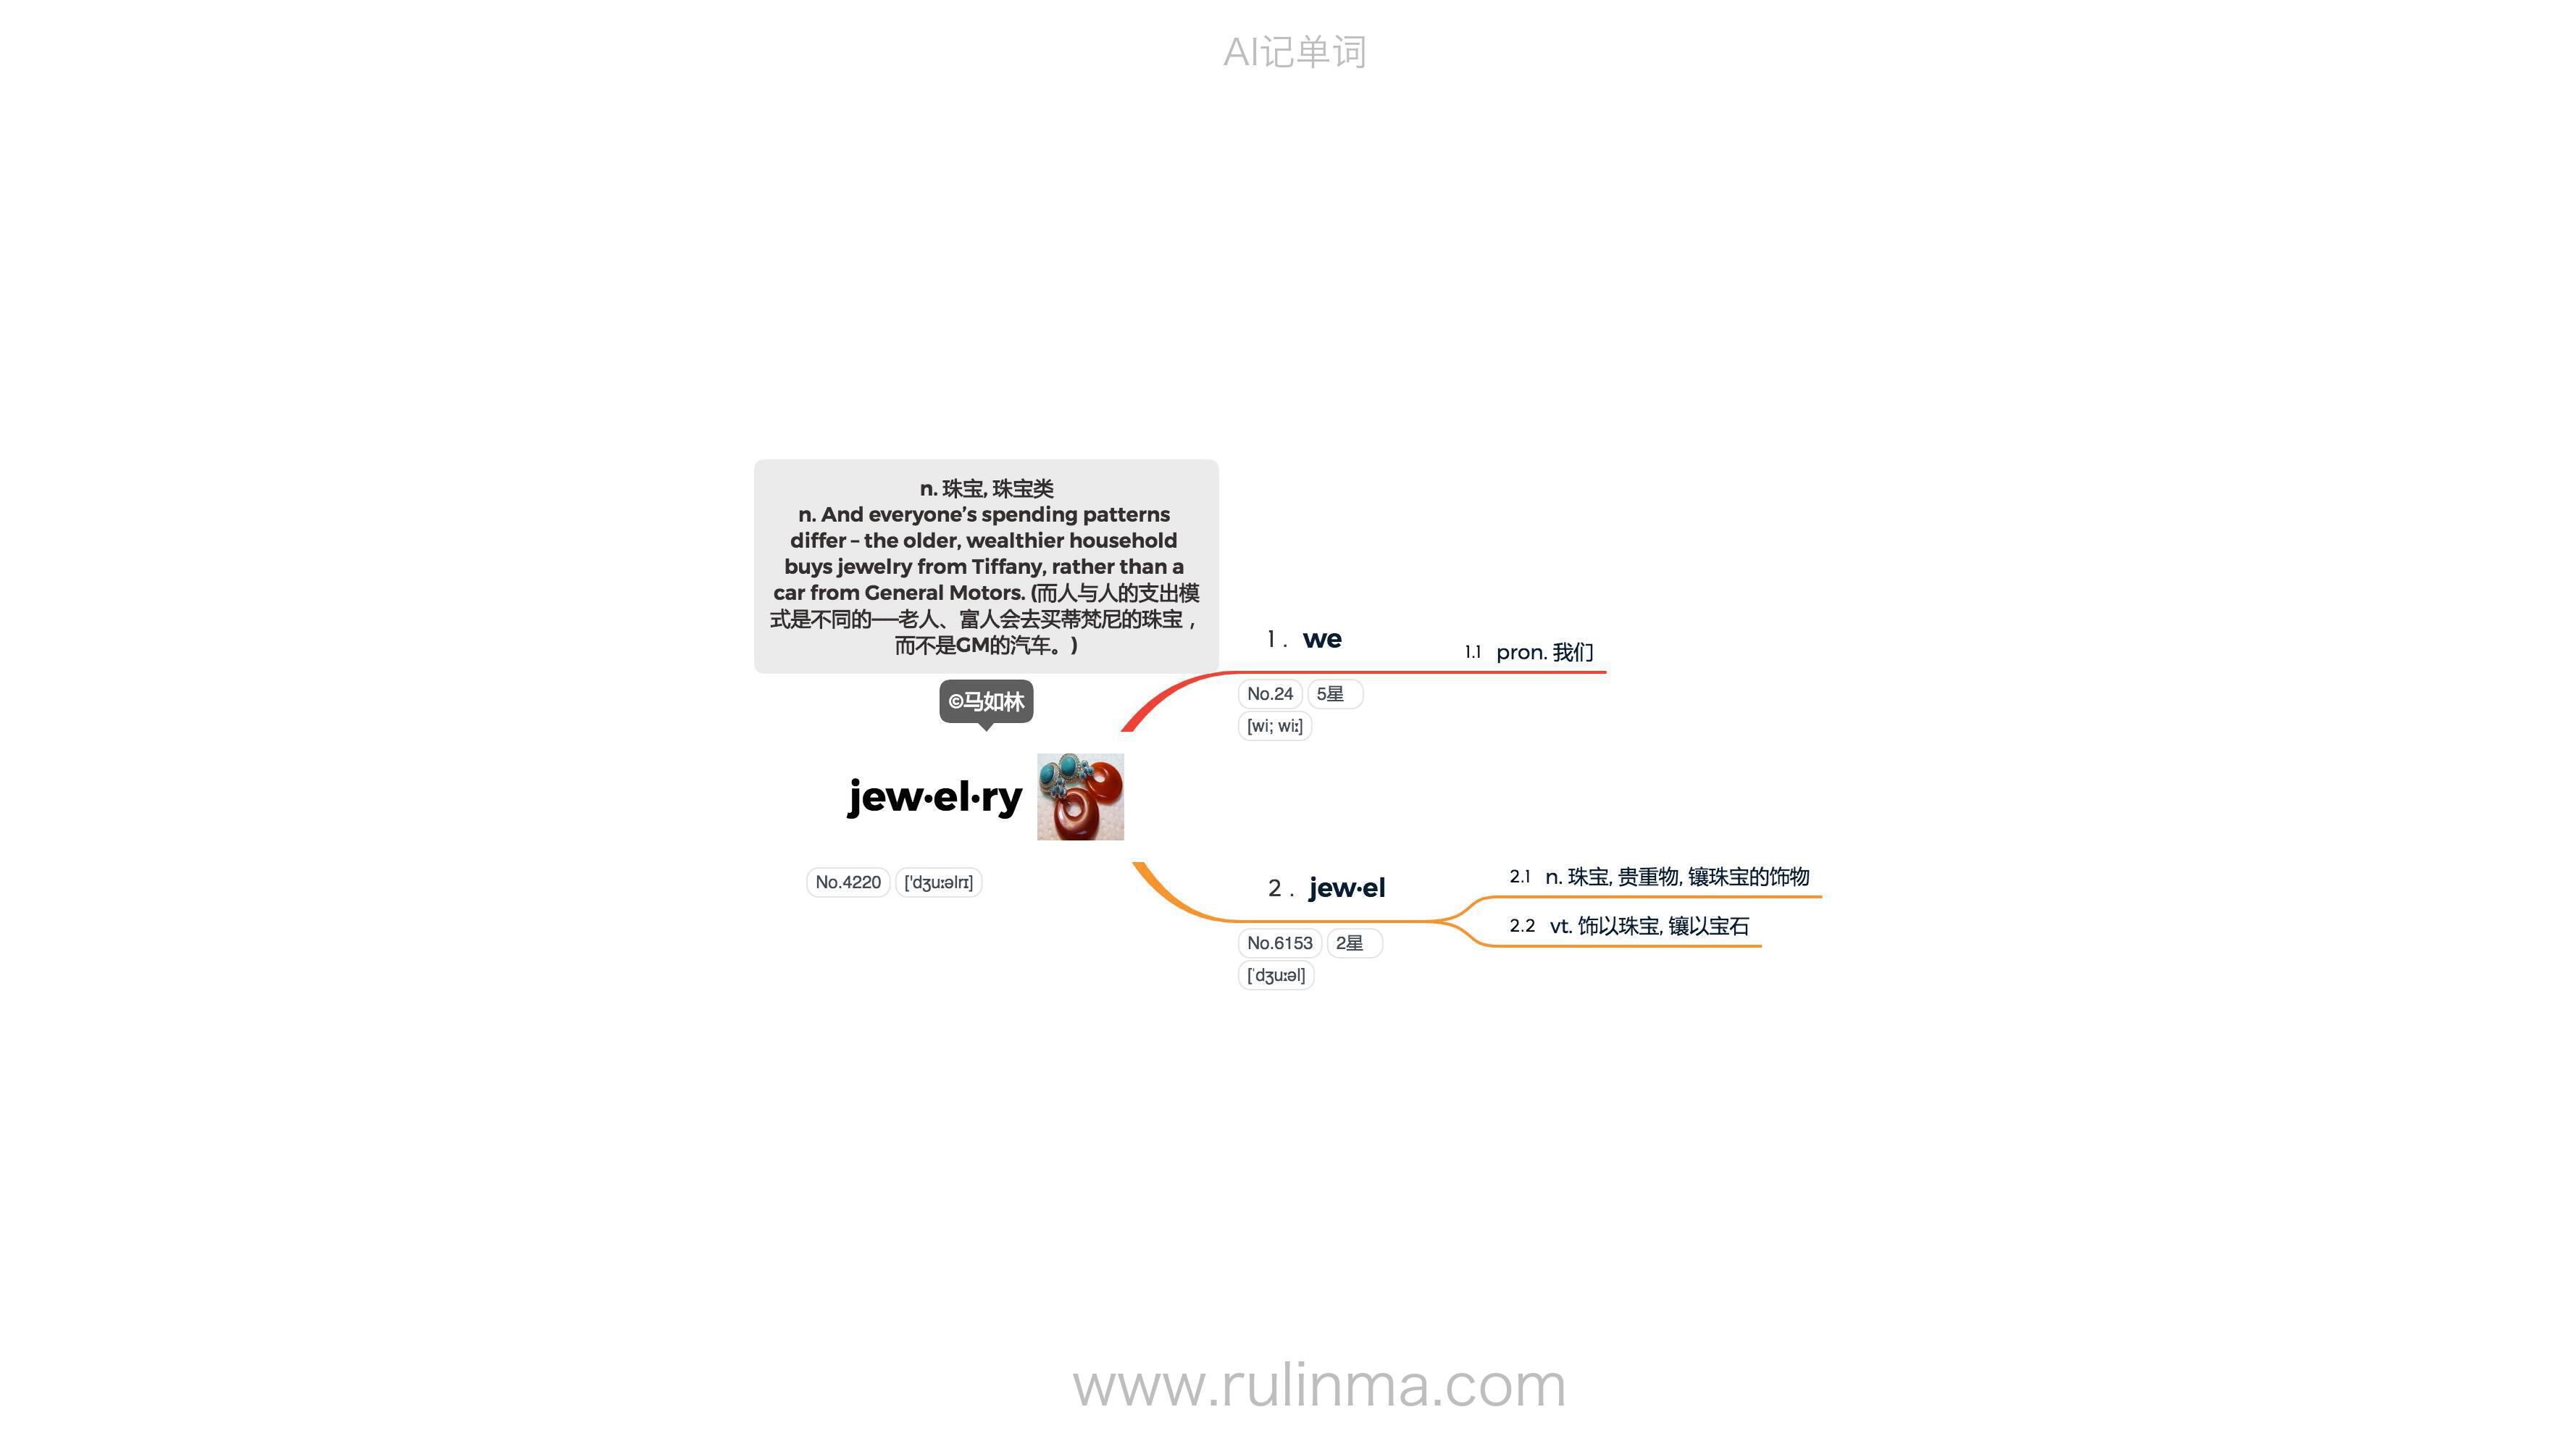 AI记单词
n. 珠宝, 珠宝类
n. And everyone’s spending patterns
differ – the older, wealthier household
buys jewelry from Tiffany, rather than a
car from General Motors. (而人与人的支出模
式是不同的──老人、富人会去买蒂梵尼的珠宝，
而不是GM的汽车。)
©马如林
jew·el·ry
No.4220 ['dʒuːəlrɪ]
1 . we
1.1 pron. 我们
No.24 5星
[wi; wiː]
2 . jew·el
2.1 n. 珠宝, 贵重物, 镶珠宝的饰物
2.2 vt. 饰以珠宝, 镶以宝石
No.6153 2星
[ˈdʒuːəl]
www.rulinma.com